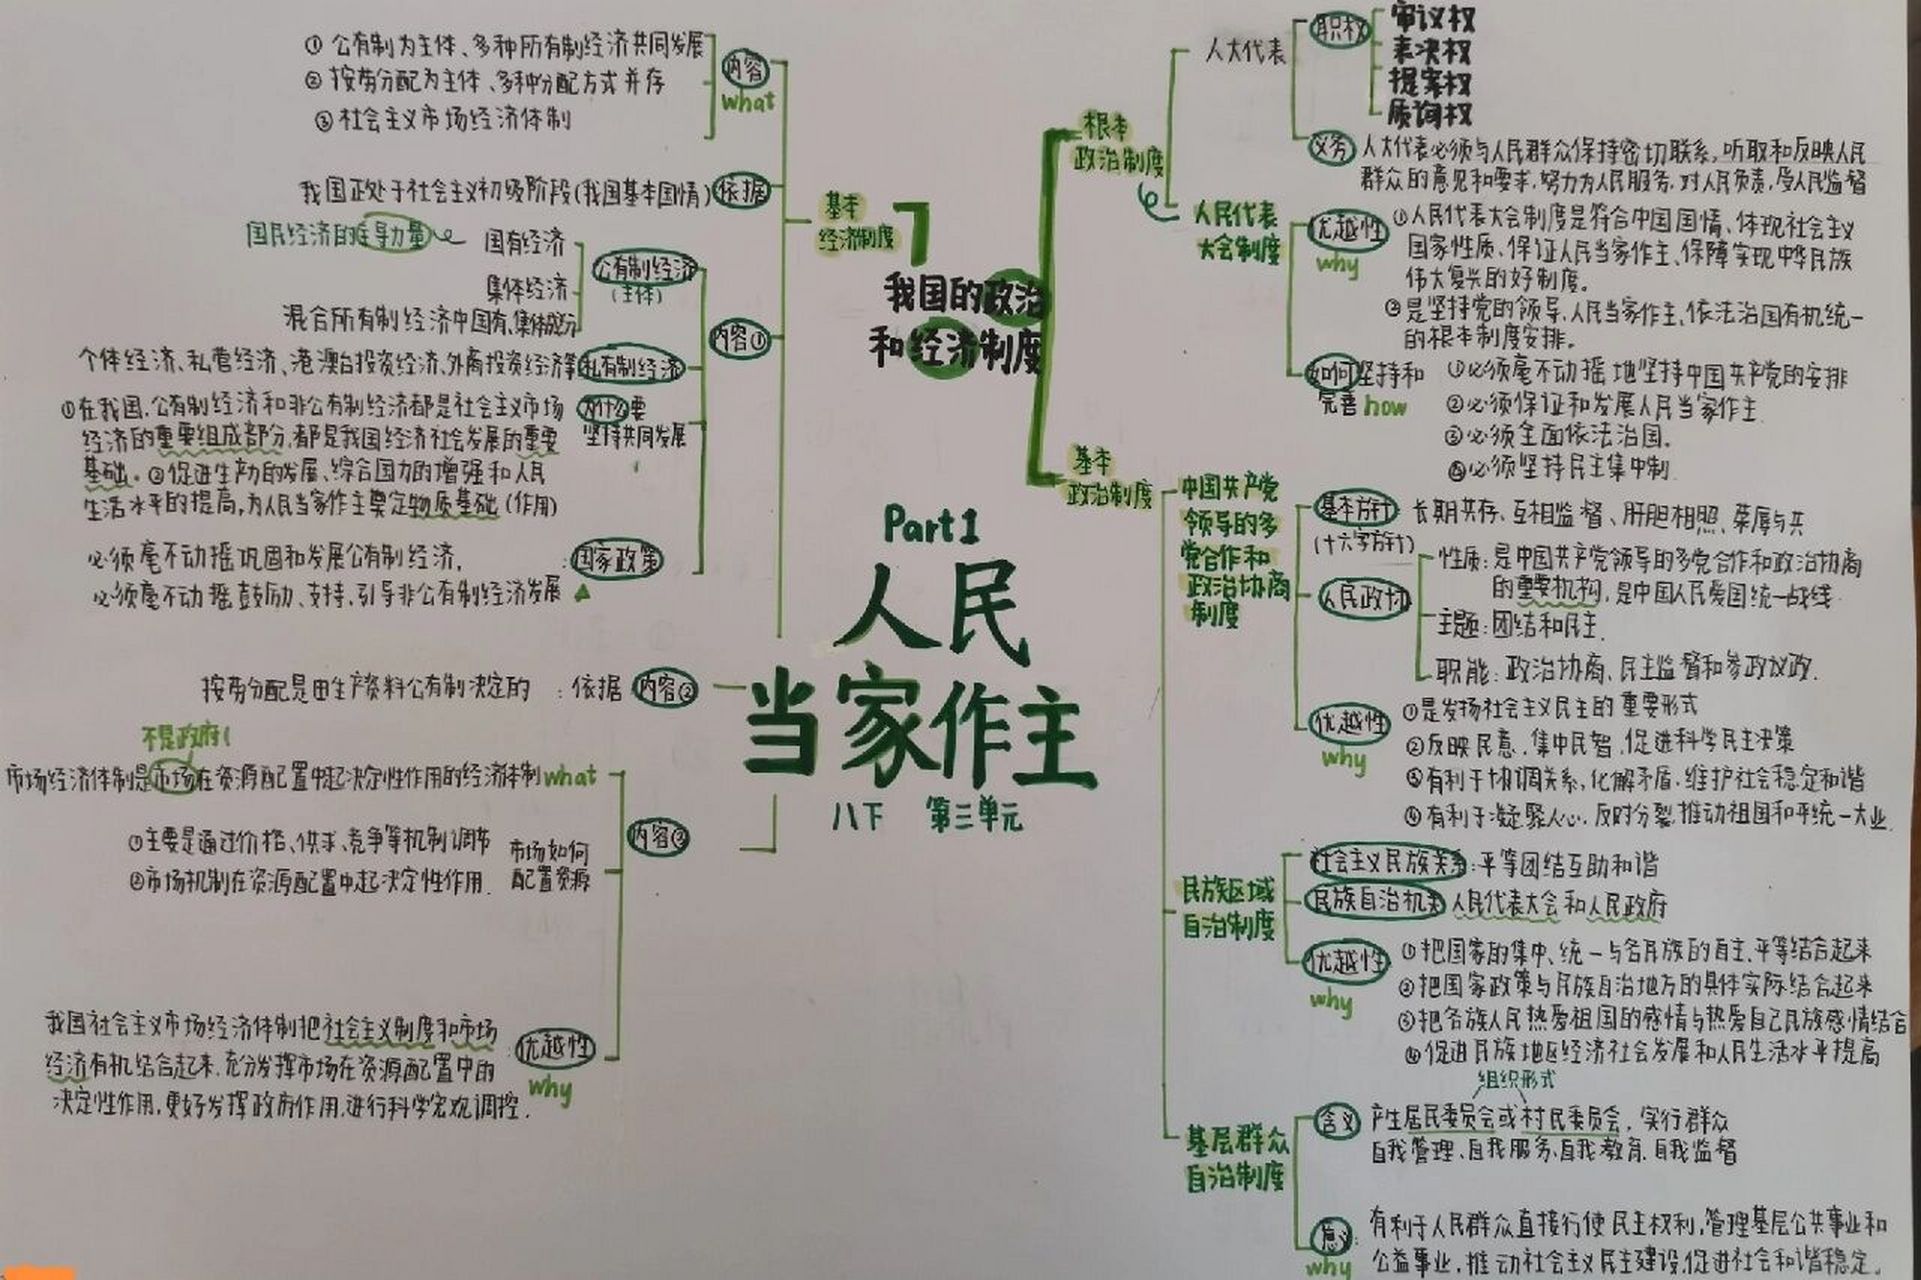 Part1
人民
当家作主
八下 第三单元
我国的政治
和经济制度
基本
经济制度
内容
what
① 公有制为主体、多种所有制经济共同发展
② 按劳分配为主体、多种分配方式并存
③ 社会主义市场经济体制
我国正处于社会主义初级阶段(我国基本国情) 依据
内容①
公有制经济
(主体)
国民经济的主导力量 国有经济
集体经济
混合所有制经济中国有、集体成分
个体经济、私营经济、港澳台投资经济、外商投资经济等 私有制经济
为什么要
坚持共同发展
①在我国,公有制经济和非公有制经济都是社会主义市场
经济的重要组成部分,都是我国经济社会发展的重要
基础。②促进生产力的发展、综合国力的增强和人民
生活水平的提高,为人民当家作主奠定物质基础(作用)
国家政策
必须毫不动摇巩固和发展公有制经济,
必须毫不动摇鼓励、支持、引导非公有制经济发展
按劳分配是由生产资料公有制决定的 : 依据 内容②
不是政府(
市场经济体制是市场在资源配置中起决定性作用的经济体制 what
内容③
①主要是通过价格、供求、竞争等机制调节
②市场机制在资源配置中起决定性作用.
市场如何
配置资源
我国社会主义市场经济体制把社会主义制度和市场
经济有机结合起来,充分发挥市场在资源配置中的
决定性作用,更好发挥政府作用,进行科学宏观调控.
优越性
why
根本
政治制度
人大代表
职权
审议权
表决权
提案权
质询权
义务 人大代表必须与人民群众保持密切联系,听取和反映人民
群众的意见和要求,努力为人民服务,对人民负责,受人民监督
人民代表
大会制度
优越性
why
①人民代表大会制度是符合中国国情、体现社会主义
国家性质、保证人民当家作主、保障实现中华民族
伟大复兴的好制度。
②是坚持党的领导、人民当家作主、依法治国有机统一
的根本制度安排。
如何坚持和
完善 how
①必须毫不动摇地坚持中国共产党的安排
②必须保证和发展人民当家作主
③必须全面依法治国。
④必须坚持民主集中制.
基本
政治制度
中国共产党
领导的多
党合作和
政治协商
制度
基本方针: 长期共存、互相监督、肝胆相照、荣辱与共
(十六字方针)
人民政协
性质: 是中国共产党领导的多党合作和政治协商
的重要机构,是中国人民爱国统一战线
主题: 团结和民主.
职能: 政治协商、民主监督和参政议政.
优越性
why
①是发扬社会主义民主的重要形式
②反映民意,集中民智,促进科学民主决策
③有利于协调关系,化解矛盾,维护社会稳定和谐
④有利于凝聚人心,反对分裂,推动祖国和平统一大业.
民族区域
自治制度
社会主义民族关系: 平等团结互助和谐
民族自治机关 人民代表大会和人民政府
优越性
why
①把国家的集中、统一与各民族的自主、平等结合起来
②把国家政策与民族自治地方的具体实际结合起来
③把各族人民热爱祖国的感情与热爱自己民族感情结合
④促进民族地区经济社会发展和人民生活水平提高
基层群众
自治制度
组织形式
含义 产生居民委员会或村民委员会,实行群众
自我管理、自我服务、自我教育、自我监督
意义
why
有利于人民群众直接行使民主权利,管理基层公共事业和
公益事业,推动社会主义民主建设,促进社会和谐稳定。